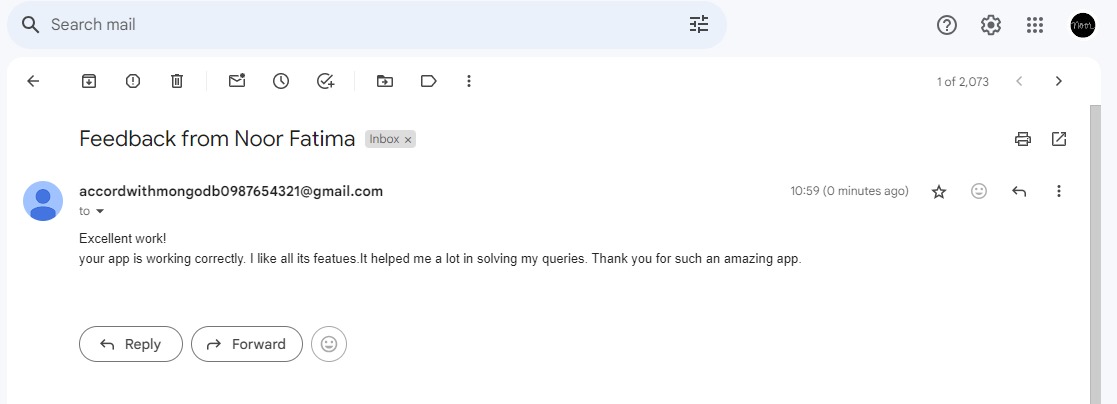 Search mail
noor
1 of 2,073
Feedback from Noor Fatima Inbox ×
accordwithmongodb0987654321@gmail.com 10:59 (0 minutes ago)
to
Excellent work!
your app is working correctly. I like all its featues.It helped me a lot in solving my queries. Thank you for such an amazing app.
Reply Forward